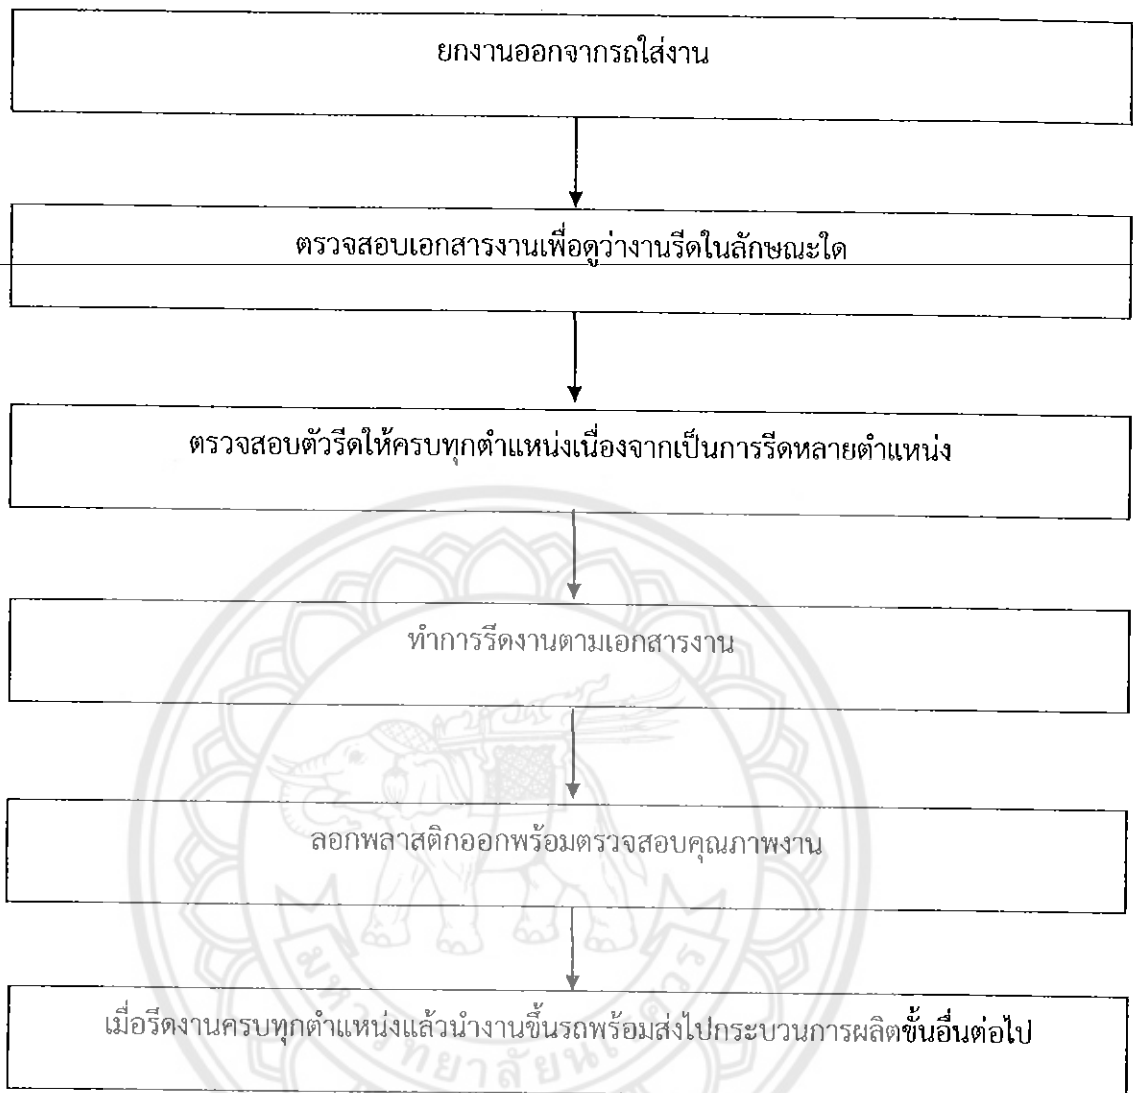 ยกงานออกจากรถใส่งาน
ตรวจสอบเอกสารงานเพื่อดูว่างานรีดในลักษณะใด
ตรวจสอบตัวรีดให้ครบทุกตำแหน่งเนื่องจากเป็นการรีดหลายตำแหน่ง
ทำการรีดงานตามเอกสารงาน
ลอกพลาสติกออกพร้อมตรวจสอบคุณภาพงาน
เมื่อรีดงานครบทุกตำแหน่งแล้วนำงานขึ้นรถพร้อมส่งไปกระบวนการผลิตขั้นอื่นต่อไป